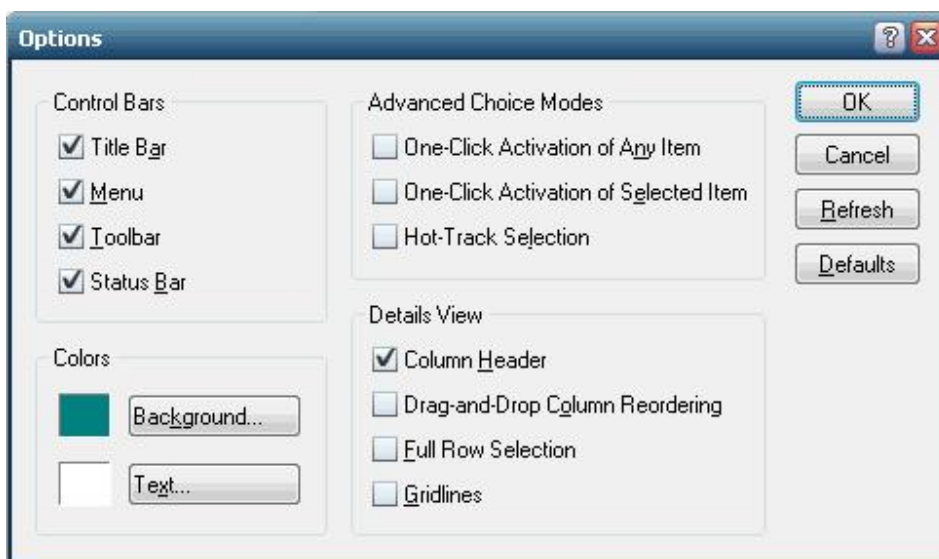 Options
Control Bars
Title Bar
Menu
Toolbar
Status Bar
Colors
Background...
Text...
Advanced Choice Modes
One-Click Activation of Any Item
One-Click Activation of Selected Item
Hot-Track Selection
Details View
Column Header
Drag-and-Drop Column Reordering
Full Row Selection
Gridlines
OK
Cancel
Refresh
Defaults